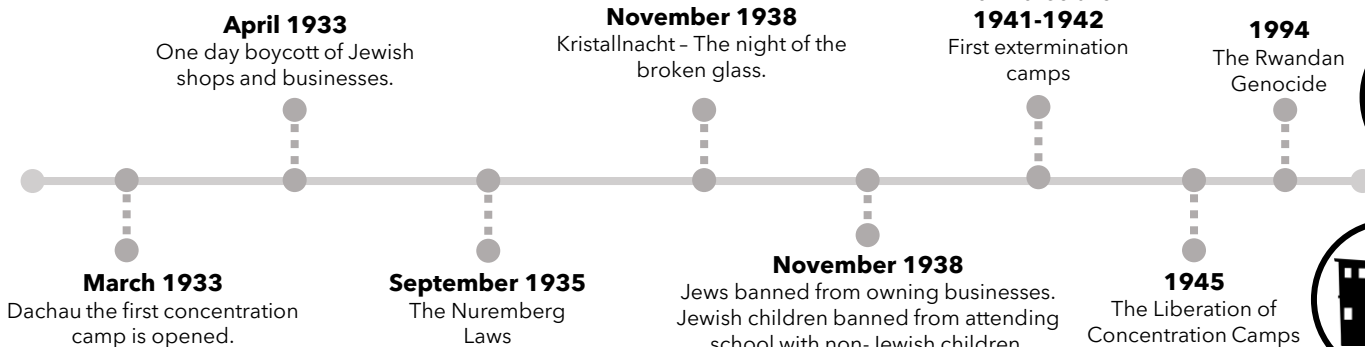 April 1933
One day boycott of Jewish
shops and businesses.
November 1938
Kristallnacht – The night of the
broken glass.
1941-1942
First extermination
camps
1994
The Rwandan
Genocide
March 1933
Dachau the first concentration
camp is opened.
September 1935
The Nuremberg
Laws
November 1938
Jews banned from owning businesses.
Jewish children banned from attending
school with non-Jewish children
1945
The Liberation of
Concentration Camps